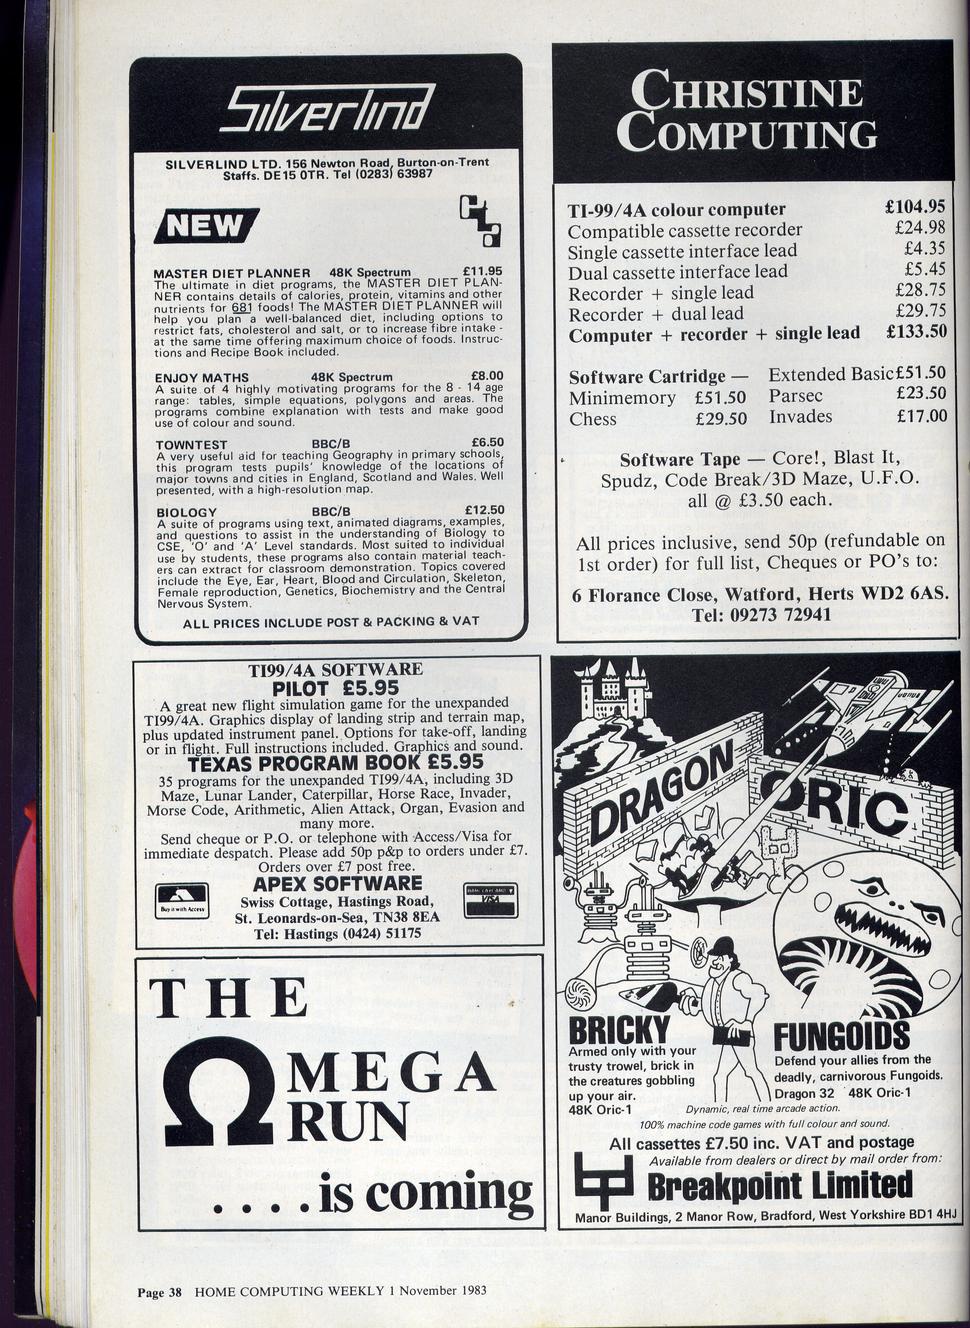 Silverlind
SILVERLIND LTD. 156 Newton Road, Burton-on-Trent
Staffs. DE15 0TR. Tel (0283) 63987
NEW
MASTER DIET PLANNER 48K Spectrum £11.95
The ultimate in diet programs, the MASTER DIET PLAN-
NER contains details of calories, protein, vitamins and other
nutrients for 681 foods! The MASTER DIET PLANNER will
help you plan a well-balanced diet, including options to
restrict fats, cholesterol and salt, or to increase fibre intake -
at the same time offering maximum choice of foods. Instruc-
tions and Recipe Book included.
ENJOY MATHS 48K Spectrum £8.00
A suite of 4 highly motivating programs for the 8 - 14 age
range: tables, simple equations, polygons and areas. The
programs combine explanation with tests and make good
use of colour and sound.
TOWNTEST BBC/B £6.50
A very useful aid for teaching Geography in primary schools,
this program tests pupils' knowledge of the locations of
major towns and cities in England, Scotland and Wales. Well
presented, with a high-resolution map.
BIOLOGY BBC/B £12.50
A suite of programs using text, animated diagrams, examples,
and questions to assist in the understanding of Biology to
CSE, 'O' and 'A' Level standards. Most suited to individual
use by students, these programs also contain material teach-
ers can extract for classroom demonstration. Topics covered
include the Eye, Ear, Heart, Blood and Circulation, Skeleton,
Female reproduction, Genetics, Biochemistry and the Central
Nervous System.
ALL PRICES INCLUDE POST & PACKING & VAT
CHRISTINE
COMPUTING
TI-99/4A colour computer £104.95
Compatible cassette recorder £24.98
Single cassette interface lead £4.35
Dual cassette interface lead £5.45
Recorder + single lead £28.75
Recorder + dual lead £29.75
Computer + recorder + single lead £133.50
Software Cartridge — Extended Basic £51.50
Minimemory £51.50 Parsec £23.50
Chess £29.50 Invades £17.00
Software Tape — Core!, Blast It,
Spudz, Code Break/3D Maze, U.F.O.
all @ £3.50 each.
All prices inclusive, send 50p (refundable on
1st order) for full list, Cheques or PO's to:
6 Florance Close, Watford, Herts WD2 6AS.
Tel: 09273 72941
TI99/4A SOFTWARE
PILOT £5.95
A great new flight simulation game for the unexpanded
TI99/4A. Graphics display of landing strip and terrain map,
plus updated instrument panel. Options for take-off, landing
or in flight. Full instructions included. Graphics and sound.
TEXAS PROGRAM BOOK £5.95
35 programs for the unexpanded TI99/4A, including 3D
Maze, Lunar Lander, Caterpillar, Horse Race, Invader,
Morse Code, Arithmetic, Alien Attack, Organ, Evasion and
many more.
Send cheque or P.O. or telephone with Access/Visa for
immediate despatch. Please add 50p p&p to orders under £7.
Orders over £7 post free.
APEX SOFTWARE
Swiss Cottage, Hastings Road,
St. Leonards-on-Sea, TN38 8EA
Tel: Hastings (0424) 51175
Buy it with Access
VISA
THE
ΩMEGA
RUN
. . . . is coming
DRAGON
ORIC
BRICKY
Armed only with your
trusty trowel, brick in
the creatures gobbling
up your air.
48K Oric-1
FUNGOIDS
Defend your allies from the
deadly, carnivorous Fungoids.
Dragon 32 48K Oric-1
Dynamic, real time arcade action.
100% machine code games with full colour and sound.
All cassettes £7.50 inc. VAT and postage
Available from dealers or direct by mail order from:
Breakpoint Limited
Manor Buildings, 2 Manor Row, Bradford, West Yorkshire BD1 4HJ
Page 38 HOME COMPUTING WEEKLY 1 November 1983